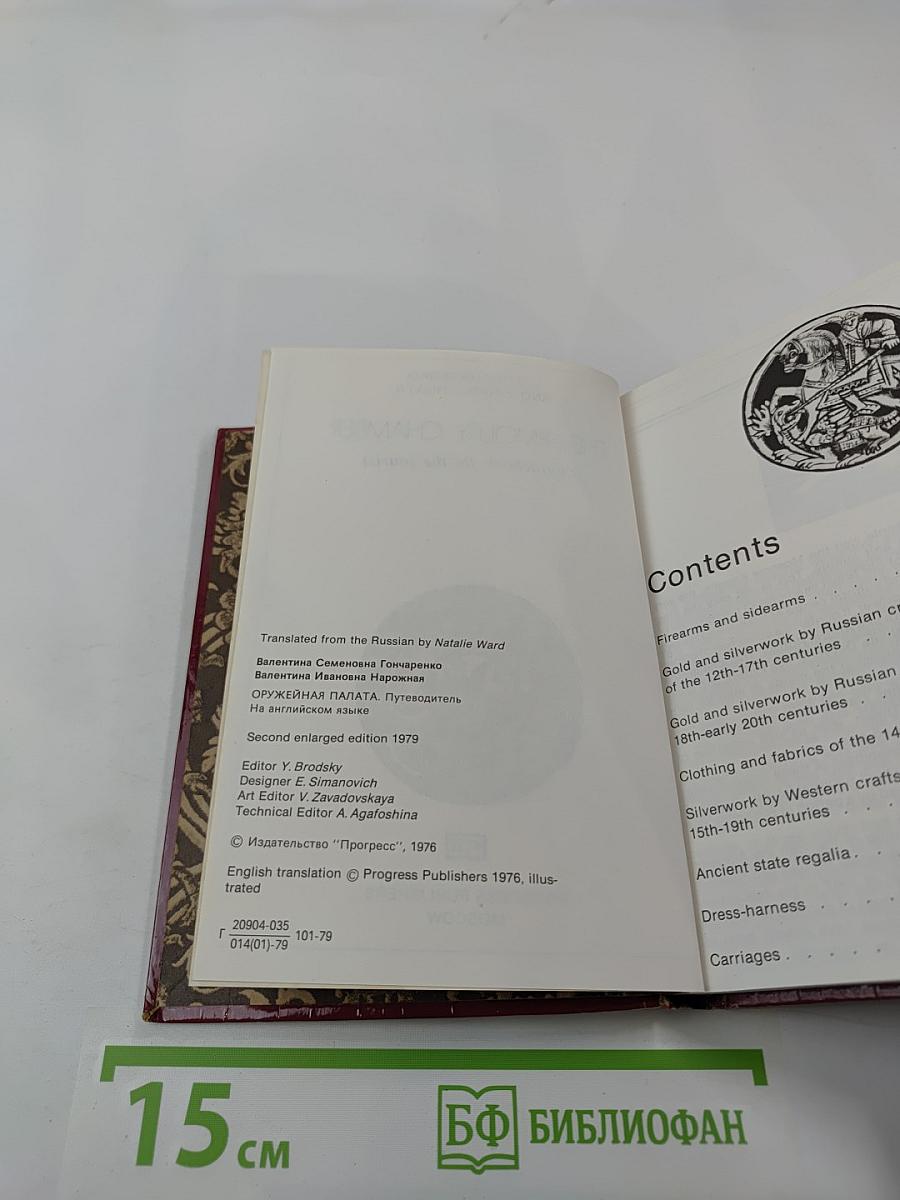 Translated from the Russian by Natalie Ward
Валентина Семеновна Гончаренко
Валентина Ивановна Нарожная
ОРУЖЕЙНАЯ ПАЛАТА. Путеводитель
На английском языке
Second enlarged edition 1979
Editor Y. Brodsky
Designer E. Simanovich
Art Editor V. Zavadovskaya
Technical Editor A. Agafoshina
© Издательство "Прогресс", 1976
English translation © Progress Publishers 1976, illus-
trated
Г 20904-035
014(01)-79 101-79
Contents
Firearms and sidearms . . . . .
Gold and silverwork by Russian
of the 12th-17th centuries . .
Gold and silverwork by Russian
18th-early 20th centuries . .
Clothing and fabrics of the 14
Silverwork by Western crafts
15th-19th centuries . . . .
Ancient state regalia . . .
Dress-harness . . . . .
Carriages . . . . . .
15 см
БФ БИБЛИОФАН